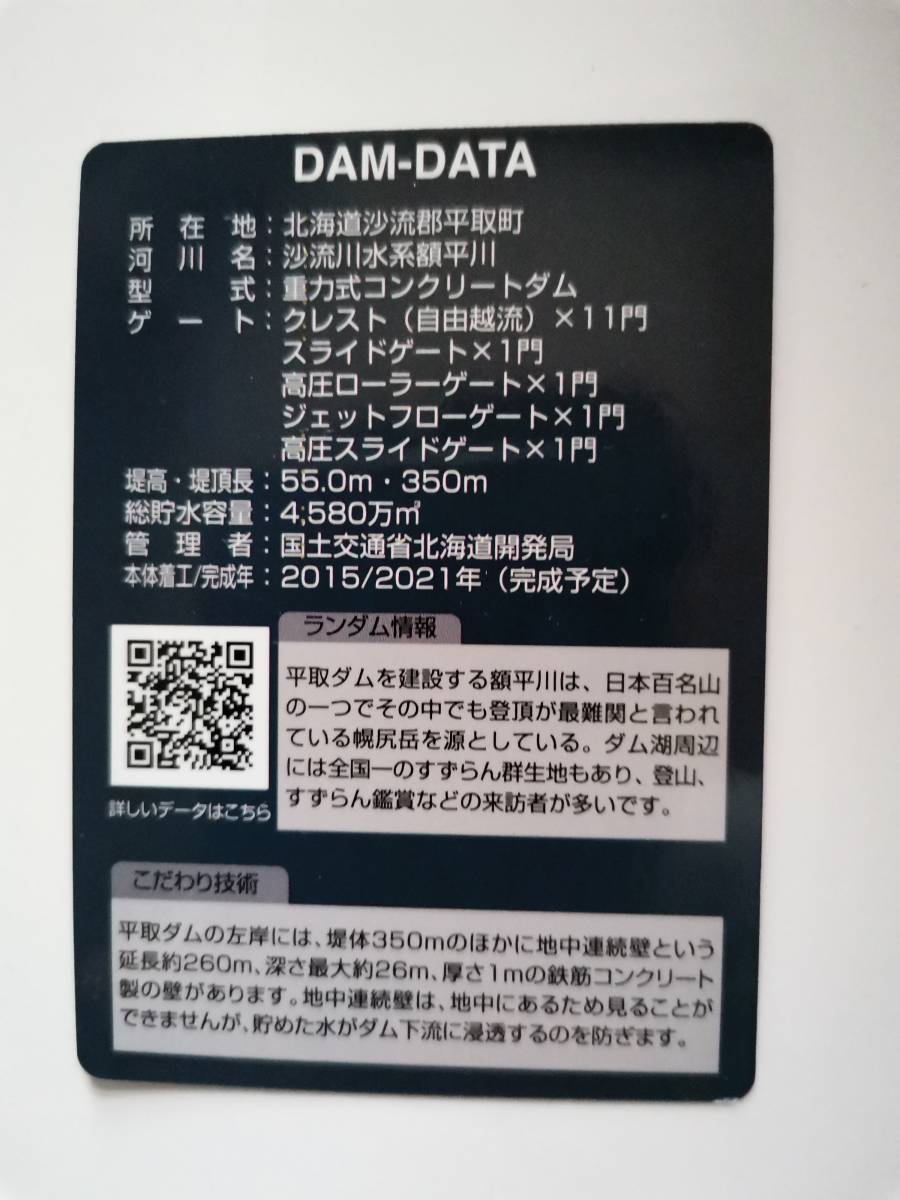 DAM-DATA
所在地：北海道沙流郡平取町
河川名：沙流川水系額平川
型式：重力式コンクリートダム
ゲート：クレスト（自由越流）×11門
スライドゲート×1門
高圧ローラーゲート×1門
ジェットフローゲート×1門
高圧スライドゲート×1門
堤高・堤頂長：55.0m・350m
総貯水容量：4,580万㎥
管理者：国土交通省北海道開発局
本体着工/完成年：2015/2021年（完成予定）
ランダム情報
平取ダムを建設する額平川は、日本百名山
の一つでその中でも登頂が最難関と言われ
ている幌尻岳を源としている。ダム湖周辺
には全国一のすずらん群生地もあり、登山、
すずらん鑑賞などの来訪者が多いです。
詳しいデータはこちら
こだわり技術
平取ダムの左岸には、堤体350mのほかに地中連続壁という
延長約260m、深さ最大約26m、厚さ1mの鉄筋コンクリート
製の壁があります。地中連続壁は、地中にあるため見ることが
できませんが、貯めた水がダム下流に浸透するのを防ぎます。